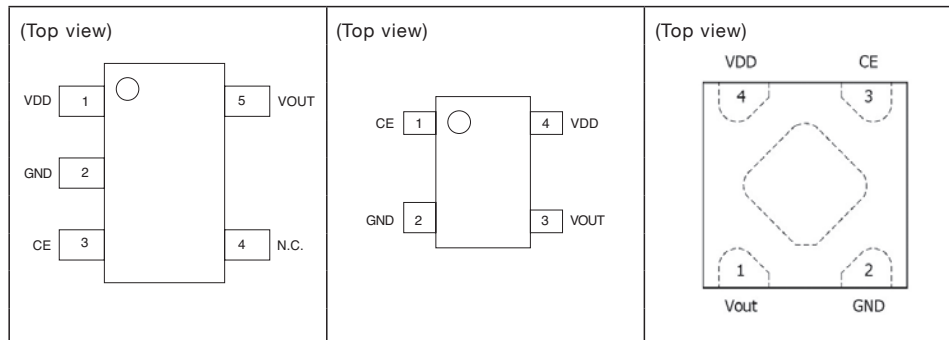 (Top view)
VDD 1 5 VOUT
GND 2
CE 3 4 N.C.
(Top view)
CE 1 4 VDD
GND 2 3 VOUT
(Top view)
VDD CE
4 3
1 2
Vout GND